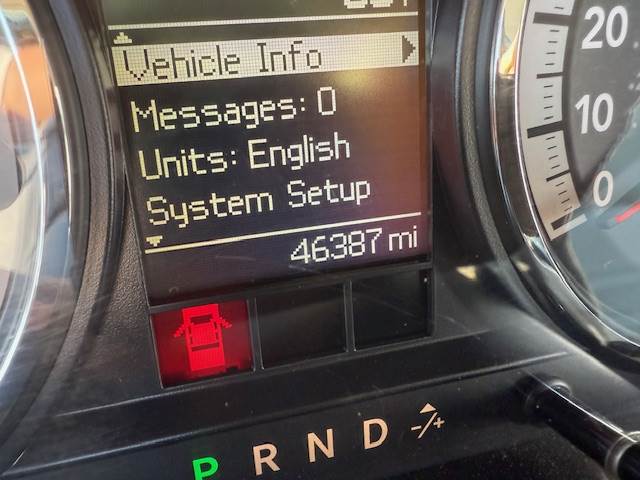 Vehicle Info
Messages: 0
Units: English
System Setup
46387 mi
20
10
0
P R N D -/+